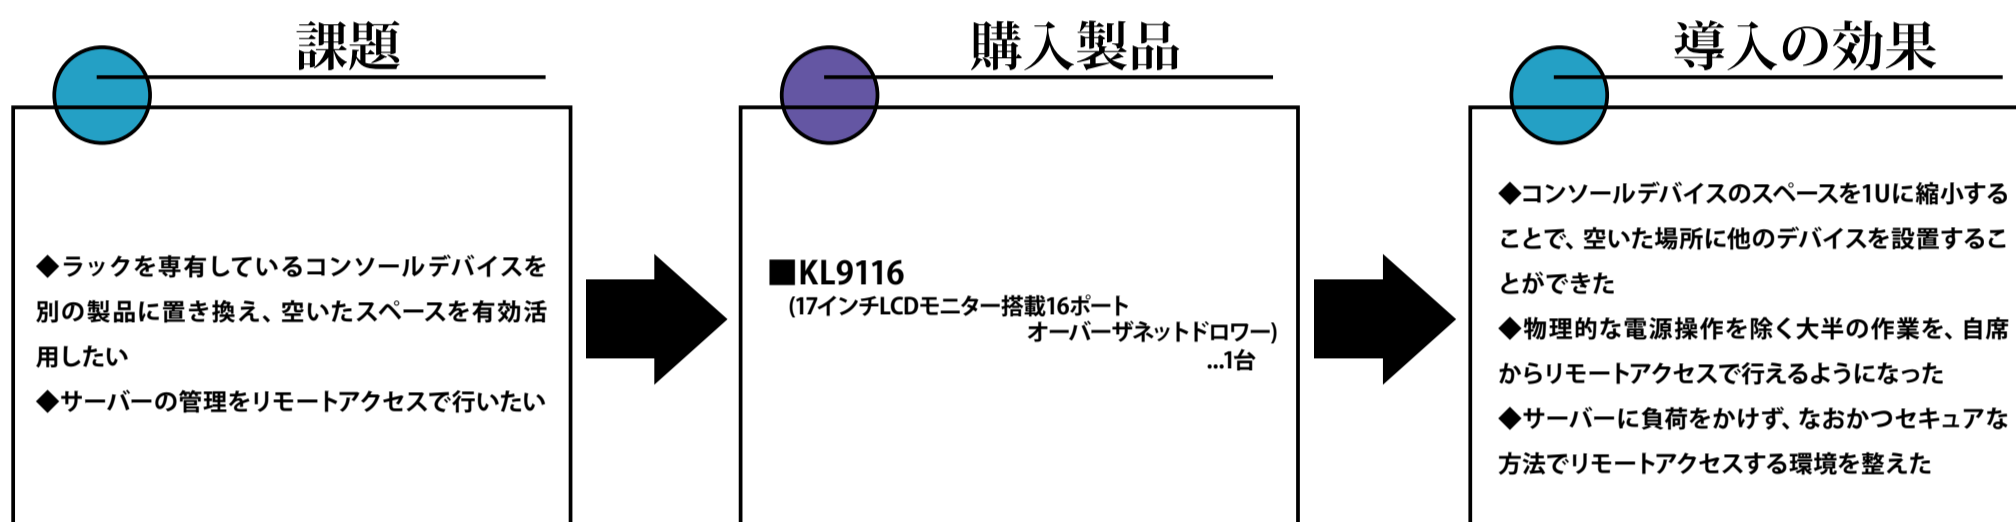 課題
◆ラックを専有しているコンソールデバイスを
別の製品に置き換え、空いたスペースを有効活
用したい
◆サーバーの管理をリモートアクセスで行いたい
購入製品
■KL9116
(17インチLCDモニター搭載16ポート
オーバーザネットドロワー)
...1台
導入の効果
◆コンソールデバイスのスペースを1Uに縮小する
ことで、空いた場所に他のデバイスを設置するこ
とができた
◆物理的な電源操作を除く大半の作業を、自席
からリモートアクセスで行えるようになった
◆サーバーに負荷をかけず、なおかつセキュアな
方法でリモートアクセスする環境を整えた